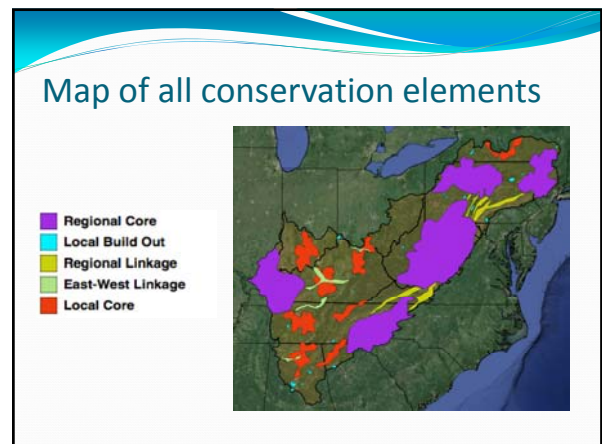 Map of all conservation elements
Regional Core
Local Build Out
Regional Linkage
East-West Linkage
Local Core